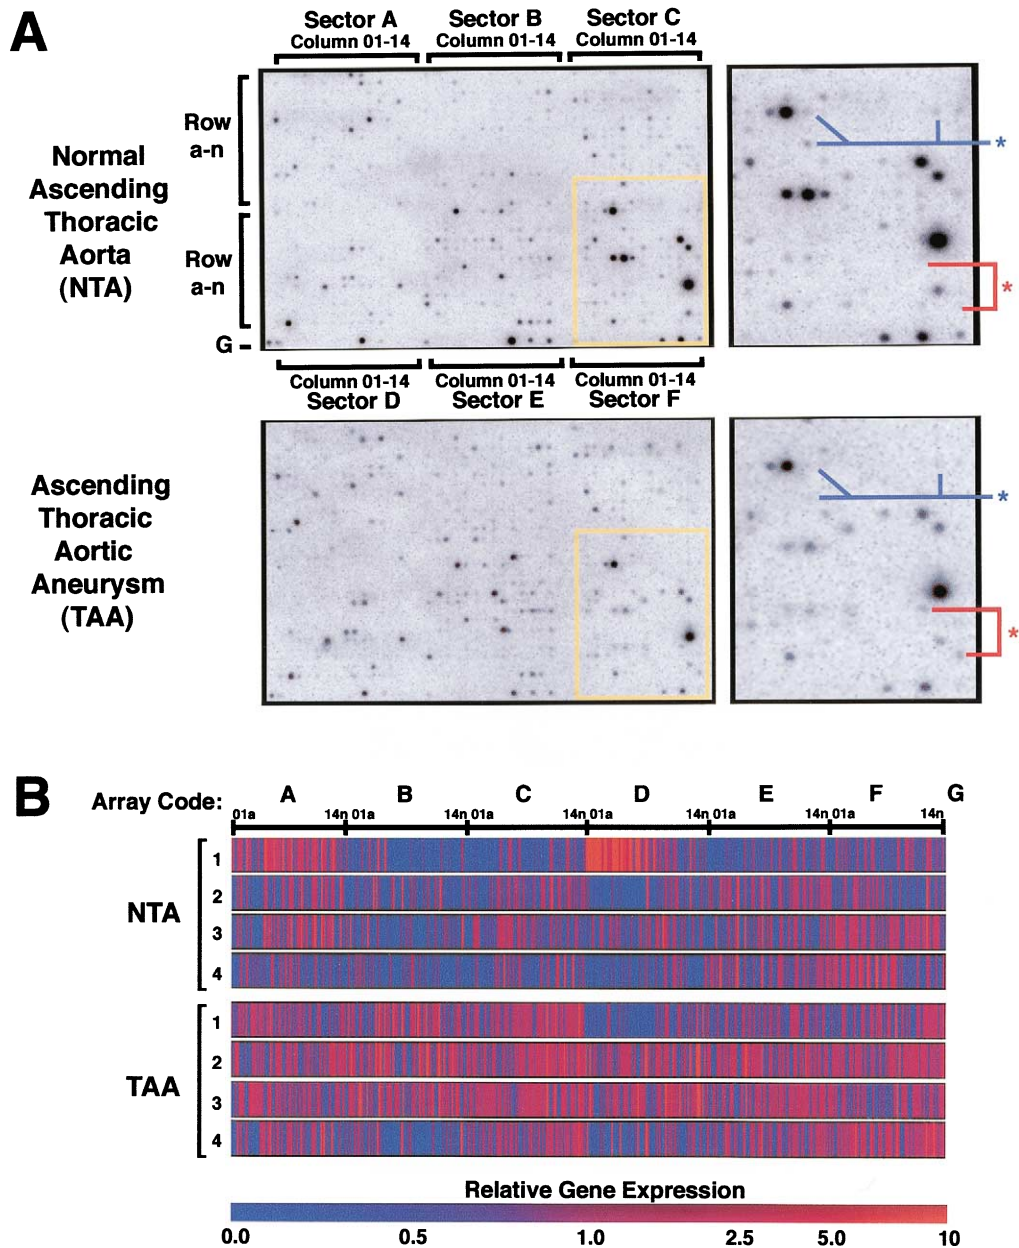 A
Sector A
Column 01-14
Sector B
Column 01-14
Sector C
Column 01-14
Row
a-n
Normal
Ascending
Thoracic
Aorta
(NTA)
Row
a-n
G
*
*
Column 01-14
Sector D
Column 01-14
Sector E
Column 01-14
Sector F
Ascending
Thoracic
Aortic
Aneurysm
(TAA)
*
*
B
Array Code:
A B C D E F G
01a 14n 01a 14n 01a 14n 01a 14n 01a 14n 01a 14n
NTA
1
2
3
4
TAA
1
2
3
4
Relative Gene Expression
0.0 0.5 1.0 2.5 5.0 10